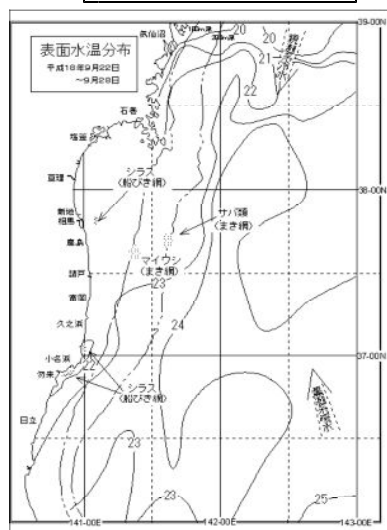 表面水温分布
平成18年9月22日
～9月28日
気仙沼
石巻
塩釜
亘理
新地
相馬
鹿島
請戸
富岡
久之浜
小名浜
勿来
日立
シラス
(船びき網)
サバ類
(まき網)
マイワシ
(まき網)
シラス
(船びき網)
20
20
21
22
23
24
22
23
23
25
39-00N
38-00N
37-00N
141-00E
142-00E
143-00E